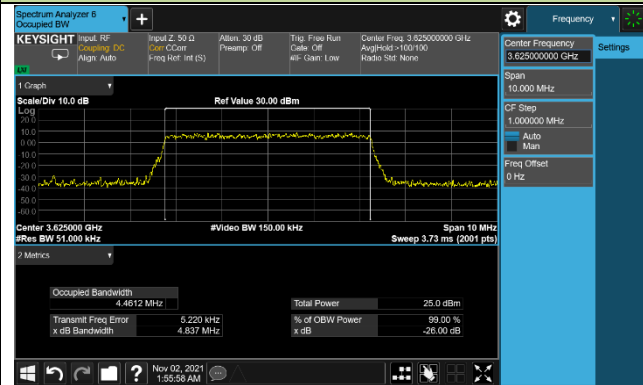 Spectrum Analyzer 6
Occupied BW
Frequency
KEYSIGHT
Input: RF
Coupling: DC
Align: Auto
Input Z: 50 Ω
Corr CCorr
Freq Ref: Int (S)
Atten: 30 dB
Preamp: Off
Trig: Free Run
Gate: Off
#IF Gain: Low
Center Freq: 3.625000000 GHz
Avg|Hold:>100/100
Radio Std: None
Center Frequency
3.625000000 GHz
Settings
Span
10.000 MHz
CF Step
1.000000 MHz
Auto
Man
Freq Offset
0 Hz
1 Graph
Scale/Div 10.0 dB
Ref Value 30.00 dBm
Log
20.0
10.0
0.00
-10.0
-20.0
-30.0
-40.0
-50.0
-60.0
Center 3.625000 GHz
#Video BW 150.00 kHz
Span 10 MHz
#Res BW 51.000 kHz
Sweep 3.73 ms (2001 pts)
2 Metrics
Occupied Bandwidth
4.4612 MHz
Total Power
25.0 dBm
Transmit Freq Error
5.220 kHz
% of OBW Power
99.00 %
x dB Bandwidth
4.837 MHz
x dB
-26.00 dB
?
Nov 02, 2021
1:55:58 AM